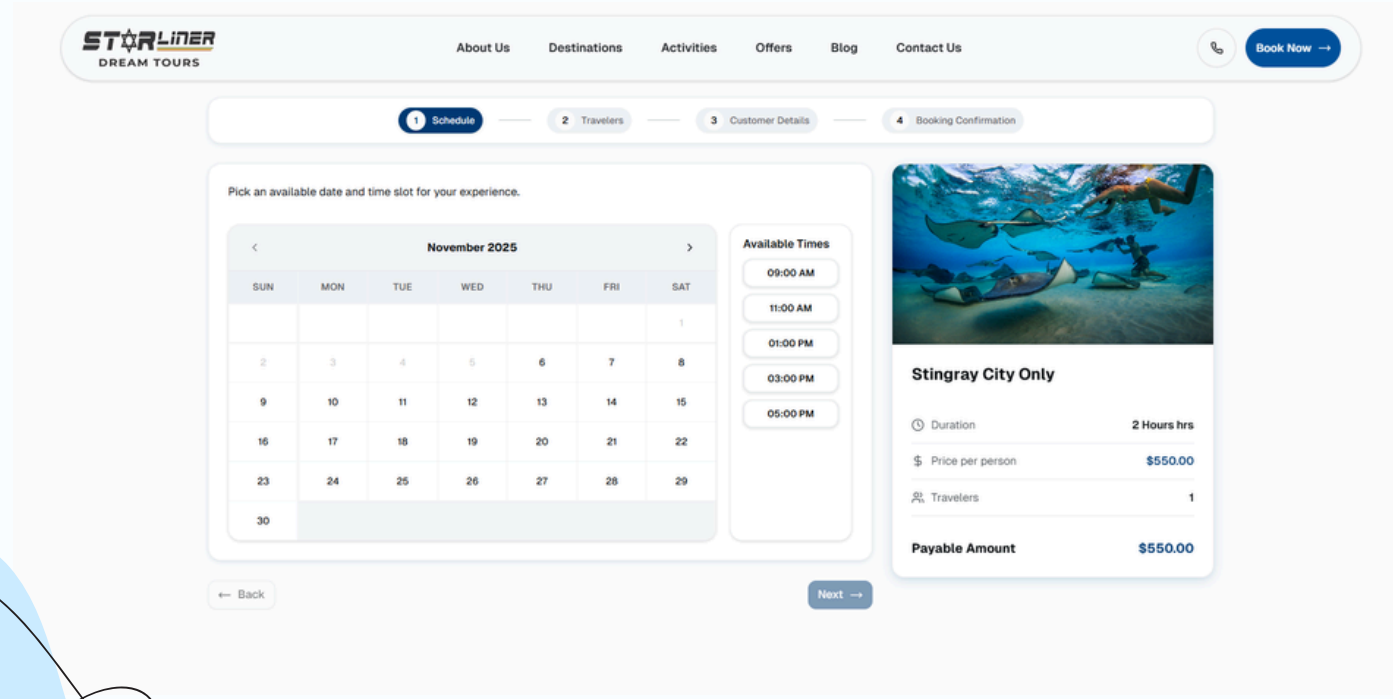 STARLINER
DREAM TOURS
About Us Destinations Activities Offers Blog Contact Us
Book Now →
1 Schedule 2 Travelers 3 Customer Details 4 Booking Confirmation
Pick an available date and time slot for your experience.
< November 2025 >
SUN MON TUE WED THU FRI SAT
1
2 3 4 5 6 7 8
9 10 11 12 13 14 15
16 17 18 19 20 21 22
23 24 25 26 27 28 29
30
Available Times
09:00 AM
11:00 AM
01:00 PM
03:00 PM
05:00 PM
← Back
Next →
Stingray City Only
Duration 2 Hours hrs
$ Price per person $550.00
Travelers 1
Payable Amount $550.00